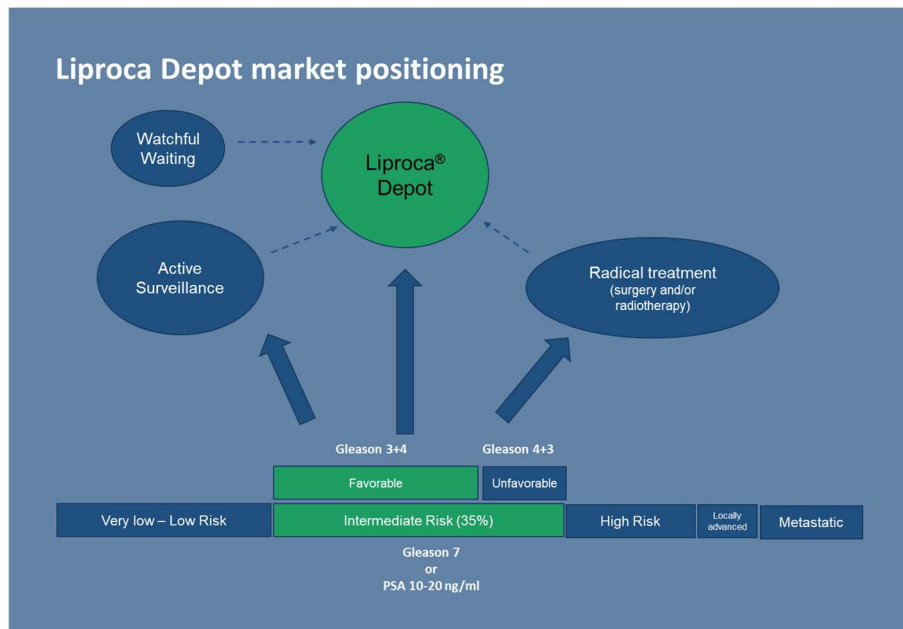 Liproca Depot market positioning
Watchful
Waiting
Liproca®
Depot
Active
Surveillance
Radical treatment
(surgery and/or
radiotherapy)
Gleason 3+4
Gleason 4+3
Favorable
Unfavorable
Very low – Low Risk
Intermediate Risk (35%)
High Risk
Locally
advanced
Metastatic
Gleason 7
or
PSA 10-20 ng/ml